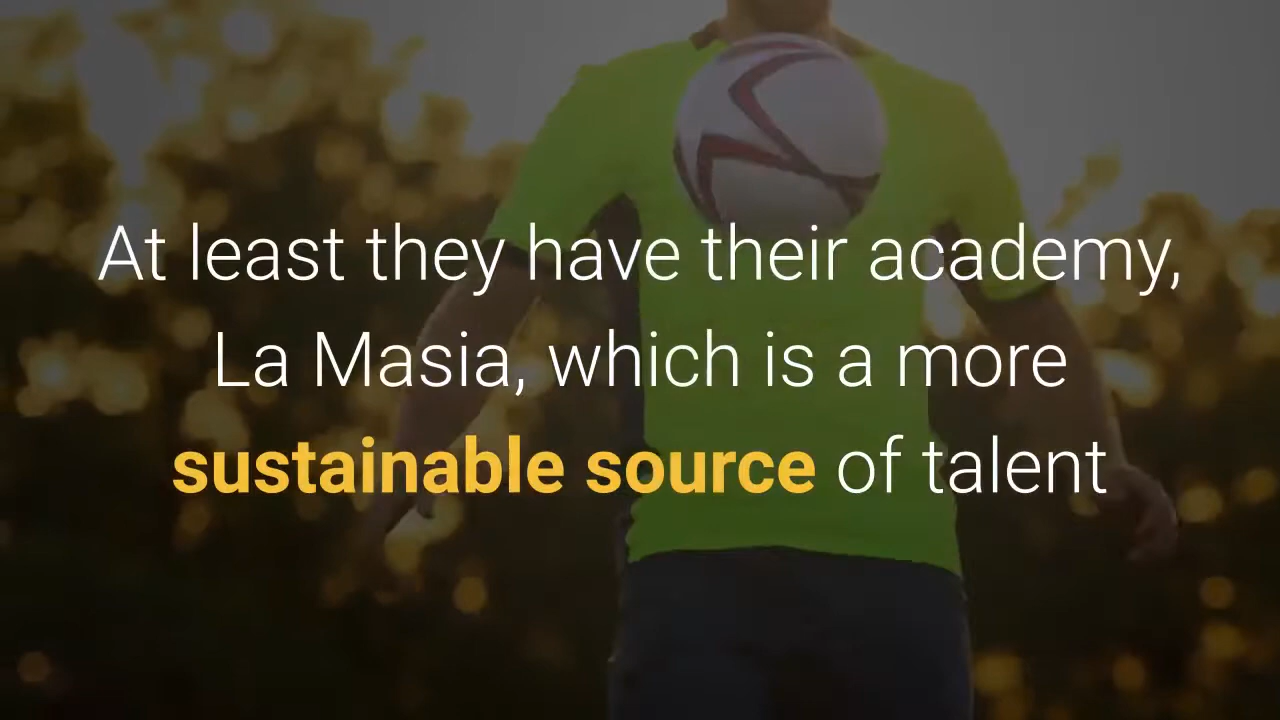 At least they have their academy,
La Masia, which is a more
sustainable source of talent